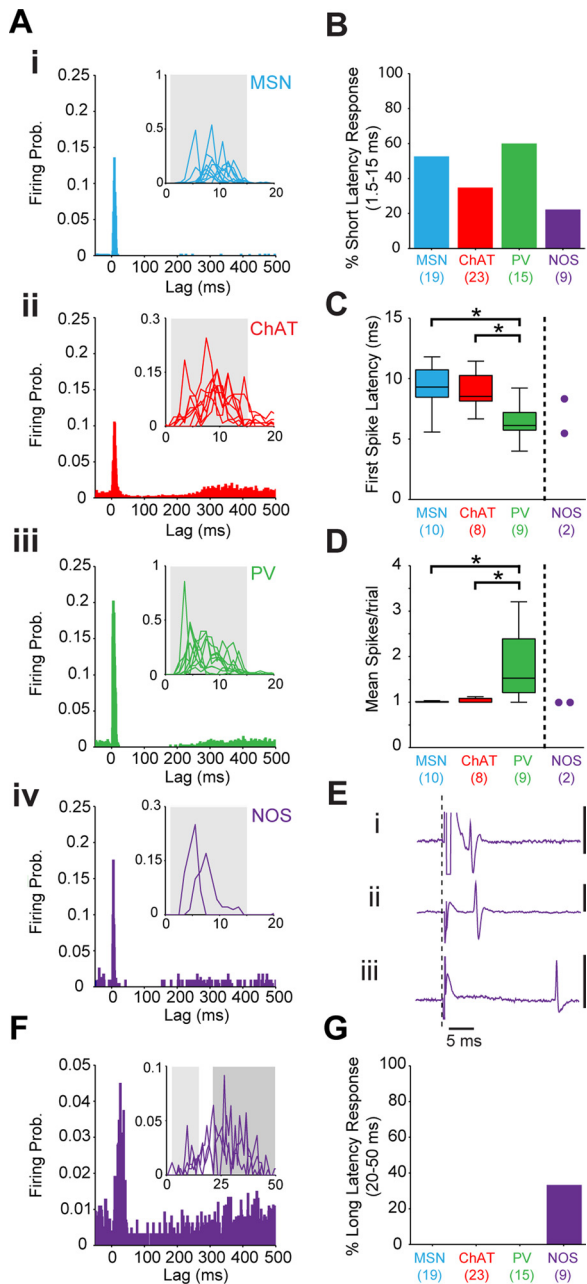 A
i
Firing Prob.
0.25
0.2
0.15
0.1
0.05
0
0 100 200 300 400 500
Lag (ms)
MSN
1
0.5
0
0 10 20
ii
Firing Prob.
0.25
0.2
0.15
0.1
0.05
0
0 100 200 300 400 500
Lag (ms)
ChAT
0.3
0.15
0
0 10 20
iii
Firing Prob.
0.25
0.2
0.15
0.1
0.05
0
0 100 200 300 400 500
Lag (ms)
PV
1
0.5
0
0 10 20
iv
Firing Prob.
0.25
0.2
0.15
0.1
0.05
0
0 100 200 300 400 500
Lag (ms)
NOS
0.3
0.15
0
0 10 20
B
% Short Latency Response
(1.5-15 ms)
100
80
60
40
20
0
MSN ChAT PV NOS
(19) (23) (15) (9)
C
First Spike Latency (ms)
15
10
5
0
* 
*
MSN ChAT PV NOS
(10) (8) (9) (2)
D
Mean Spikes/trial
4
3
2
1
0
*
*
MSN ChAT PV NOS
(10) (8) (9) (2)
E
i
ii
iii
5 ms
F
Firing Prob.
0.05
0.04
0.03
0.02
0.01
0
0 100 200 300 400 500
Lag (ms)
0.1
0.05
0
0 25 50
G
% Long Latency Response
(20-50 ms)
100
80
60
40
20
0
MSN ChAT PV NOS
(19) (23) (15) (9)